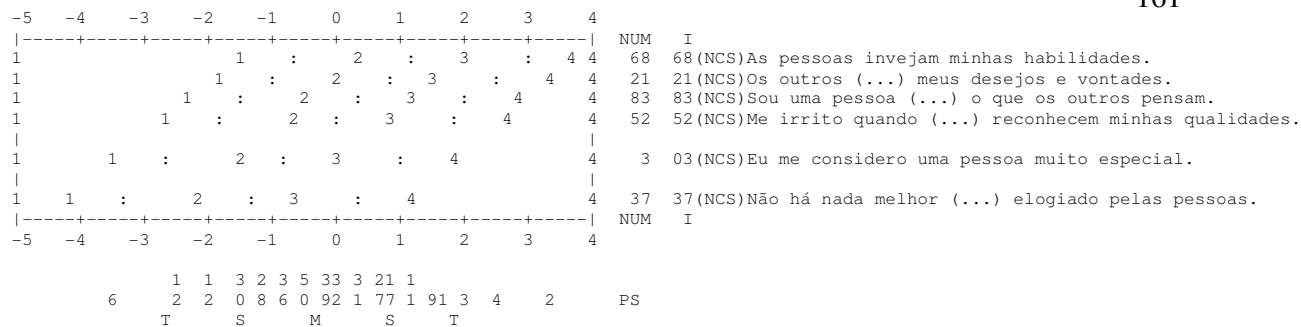 -5 -4 -3 -2 -1 0 1 2 3 4
|-----+-----+-----+-----+-----+-----+-----+-----+-----| NUM I
1 1 : 2 : 3 : 4 4 68 68(NCS)As pessoas invejam minhas habilidades.
1 1 : 2 : 3 : 4 4 21 21(NCS)Os outros (...) meus desejos e vontades.
1 1 : 2 : 3 : 4 4 83 83(NCS)Sou uma pessoa (...) o que os outros pensam.
1 1 : 2 : 3 : 4 4 52 52(NCS)Me irrito quando (...) reconhecem minhas qualidades.
| |
1 1 : 2 : 3 : 4 4 3 03(NCS)Eu me considero uma pessoa muito especial.
| |
1 1 : 2 : 3 : 4 4 37 37(NCS)Não há nada melhor (...) elogiado pelas pessoas.
|-----+-----+-----+-----+-----+-----+-----+-----+-----| NUM I
-5 -4 -3 -2 -1 0 1 2 3 4
1 1 3 2 3 5 33 3 21 1
6 2 2 0 8 6 0 92 1 77 1 91 3 4 2 PS
T S M S T